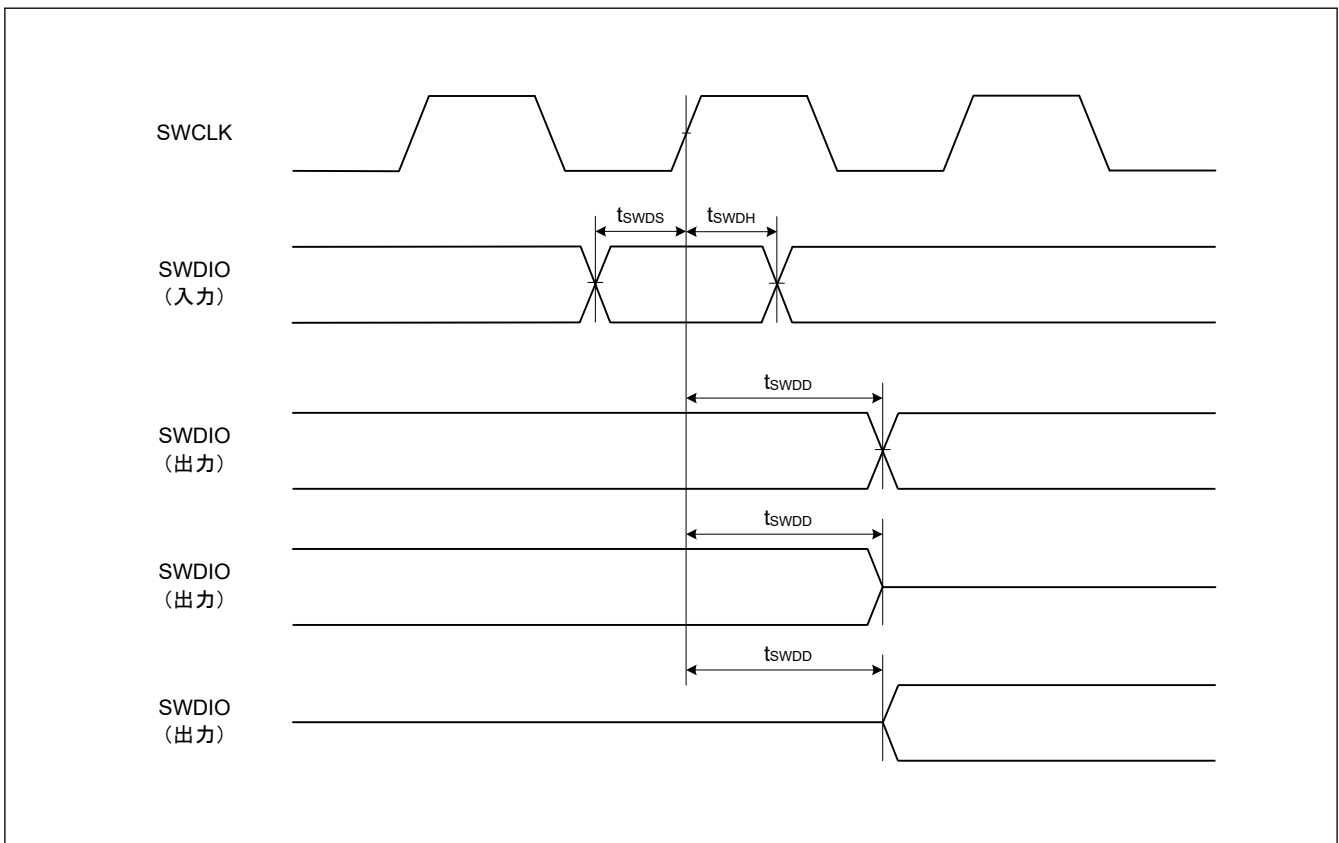 SWCLK
tSWDS
tSWDH
SWDIO
（入力）
tSWDD
SWDIO
（出力）
tSWDD
SWDIO
（出力）
tSWDD
SWDIO
（出力）